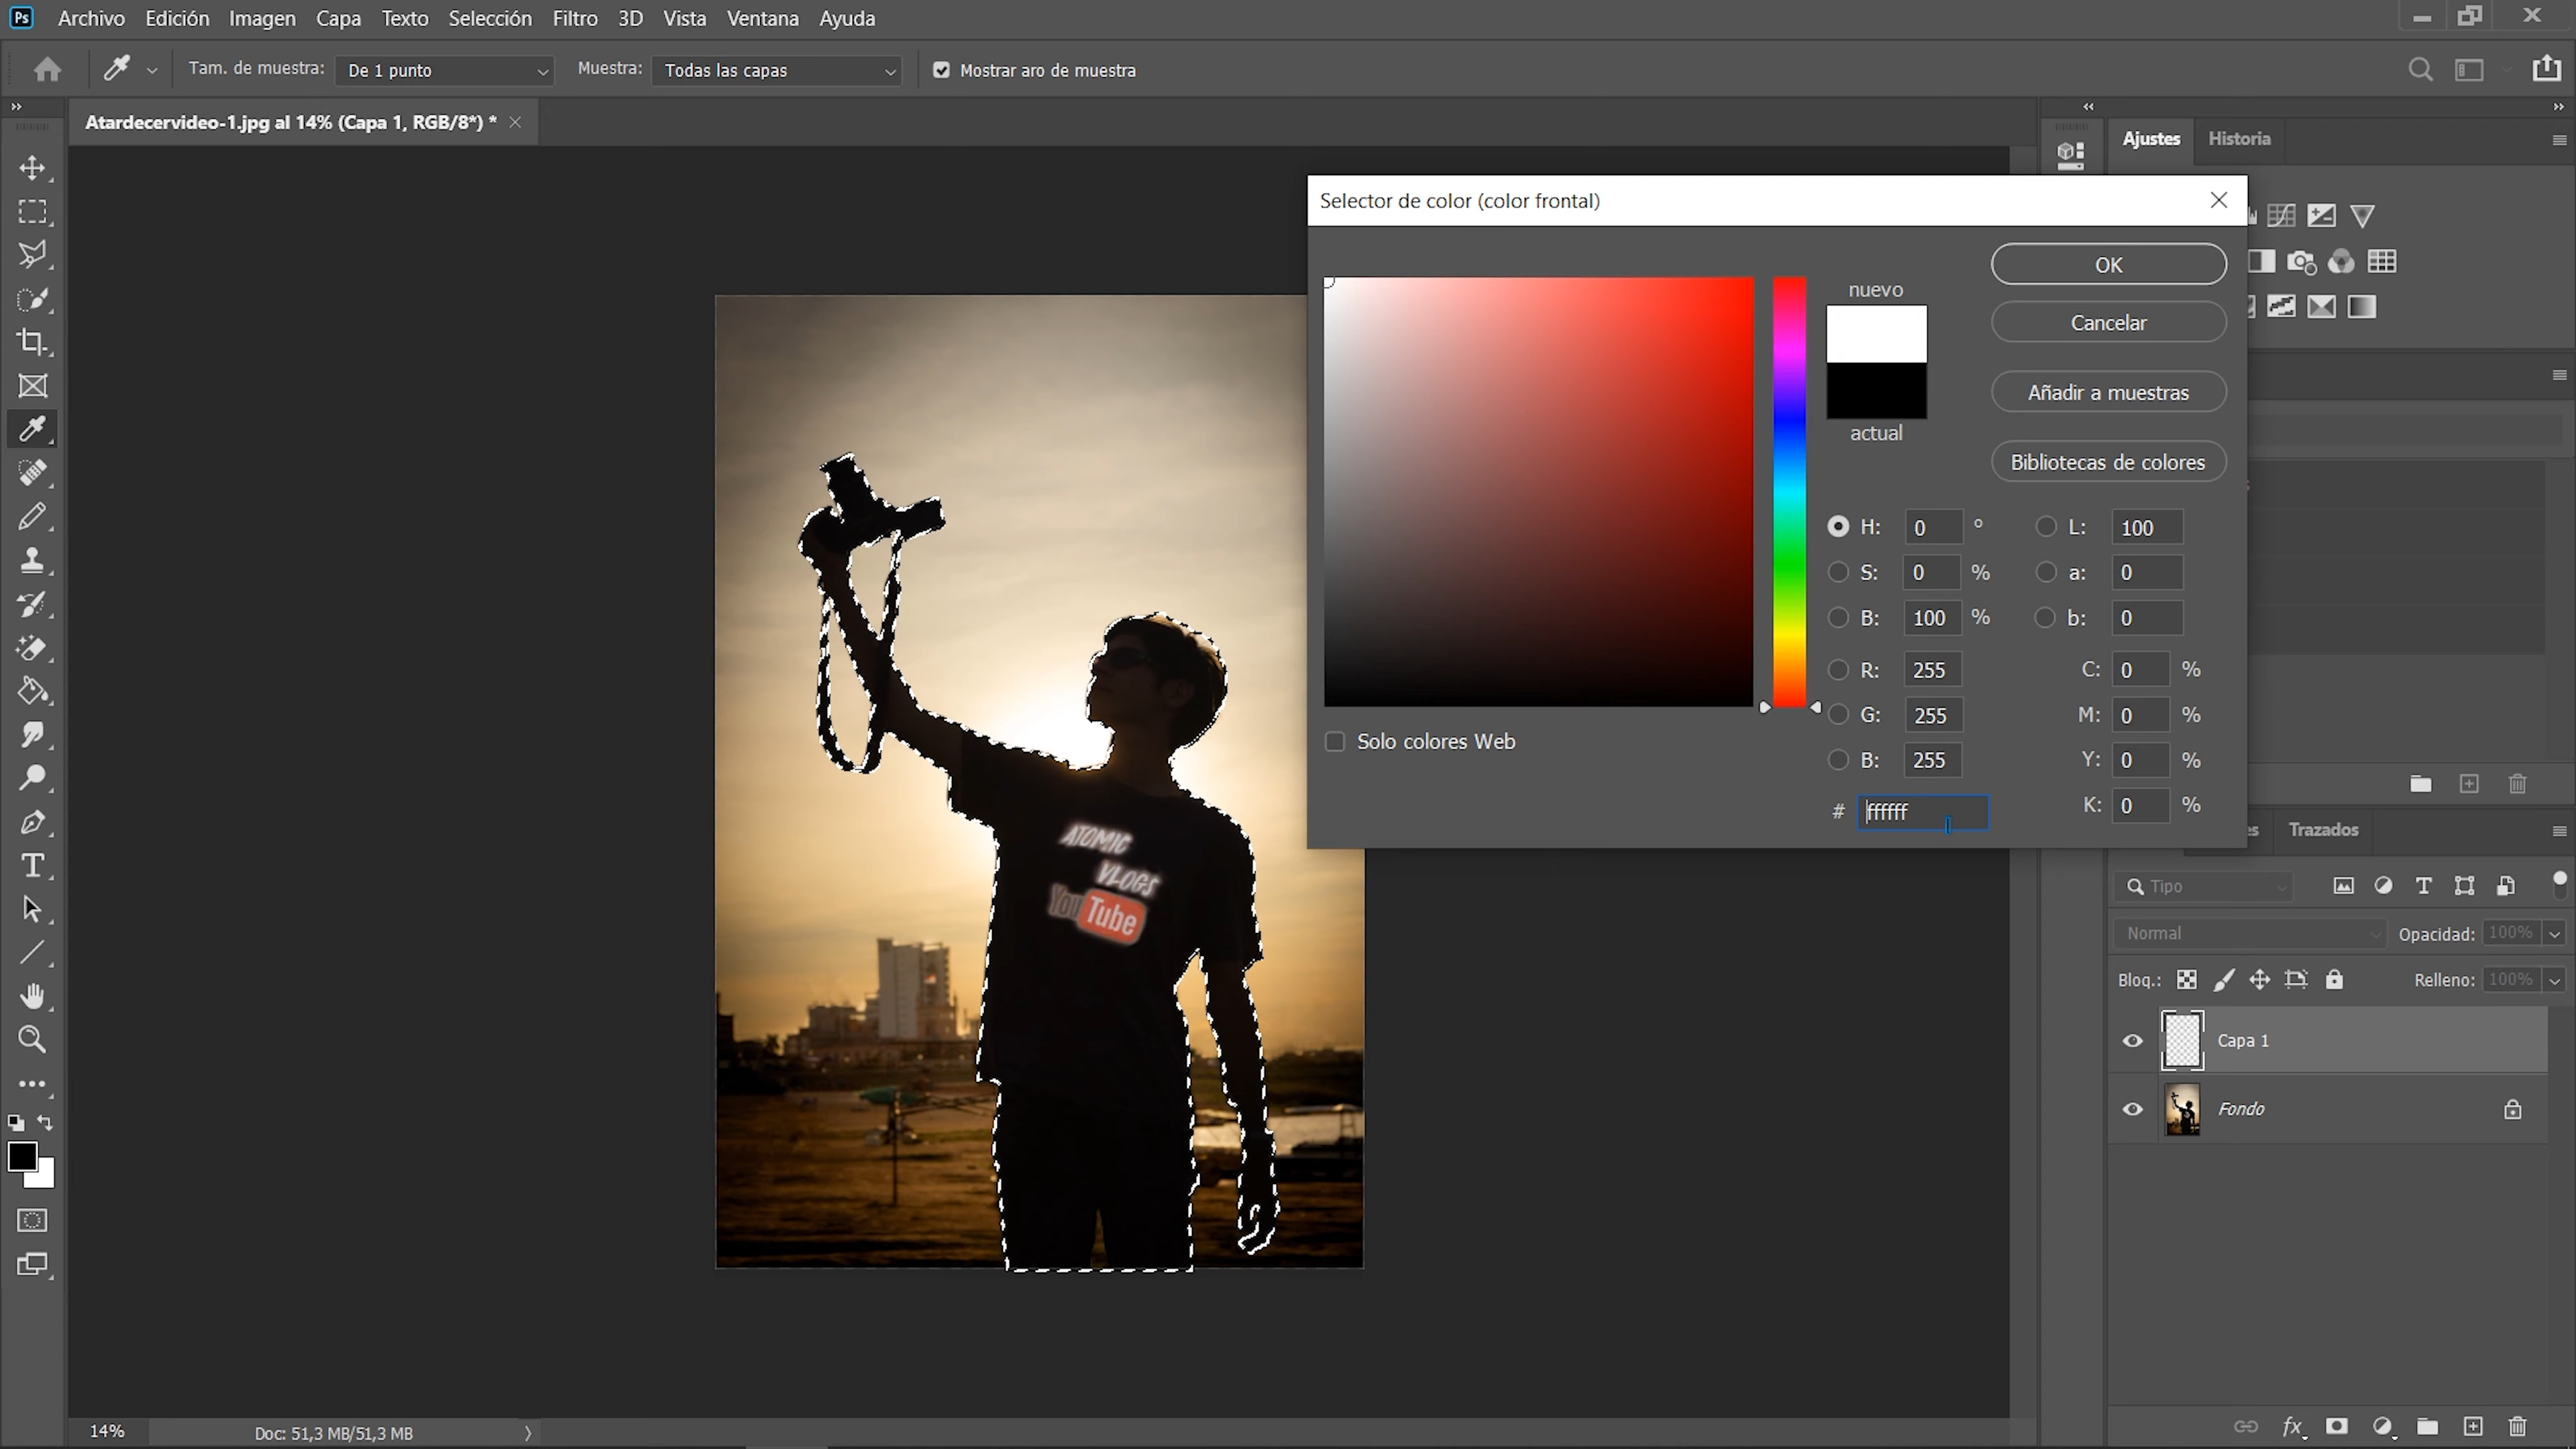 Ps Archivo Edición Imagen Capa Texto Selección Filtro 3D Vista Ventana Ayuda
Tam. de muestra: De 1 punto Muestra: Todas las capas Mostrar aro de muestra
Atardecervideo-1.jpg al 14% (Capa 1, RGB/8*) *
Ajustes Historia
Selector de color (color frontal)
OK
nuevo
Cancelar
Añadir a muestras
actual
Bibliotecas de colores
H: 0 ° L: 100
S: 0 % a: 0
B: 100 % b: 0
R: 255 C: 0 %
G: 255 M: 0 %
Solo colores Web
B: 255 Y: 0 %
# ffffff K: 0 %
ATOMIC
VLOGS
YouTube
Trazados
Tipo
Normal Opacidad: 100%
Bloq.: Relleno: 100%
Capa 1
Fondo
T
fx
14% Doc: 51,3 MB/51,3 MB